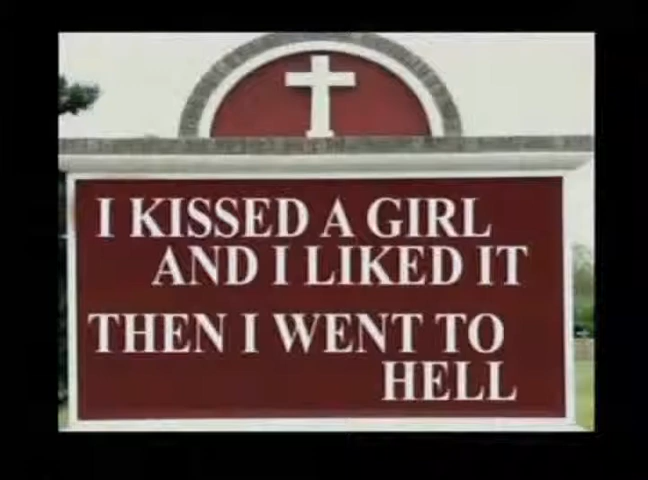 I KISSED A GIRL
AND I LIKED IT
THEN I WENT TO
HELL